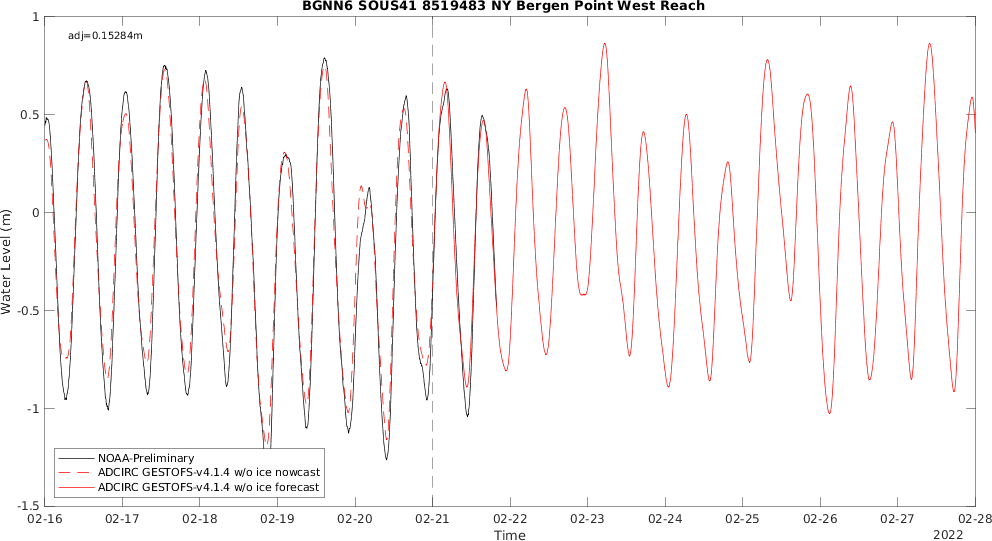 BGNN6 SOUS41 8519483 NY Bergen Point West Reach
adj=0.15284m
1
0.5
0
-0.5
-1
-1.5
Water Level (m)
NOAA-Preliminary
ADCIRC GESTOFS-v4.1.4 w/o ice nowcast
ADCIRC GESTOFS-v4.1.4 w/o ice forecast
02-16 02-17 02-18 02-19 02-20 02-21 02-22 02-23 02-24 02-25 02-26 02-27 02-28
Time
2022